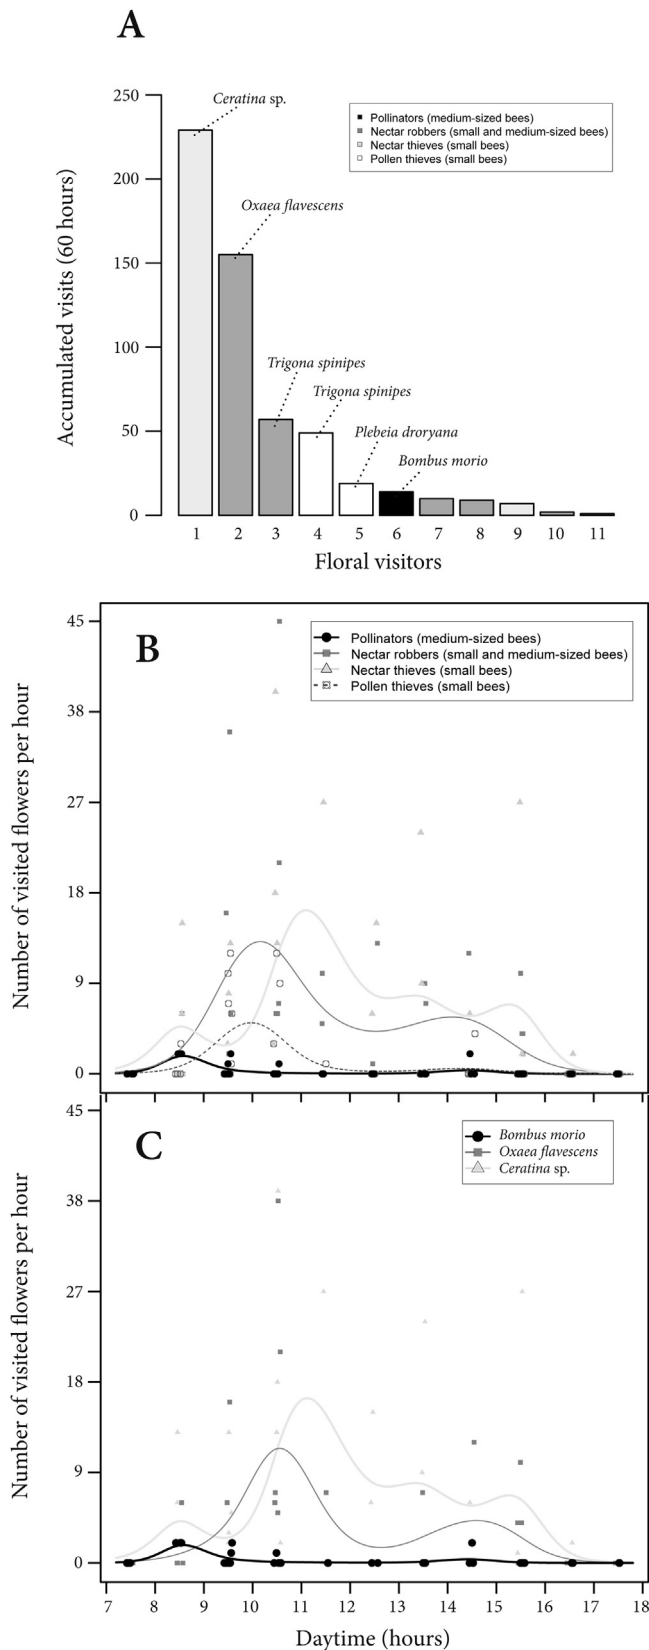 A
250
200
150
100
50
0
Accumulated visits (60 hours)
Ceratina sp.
Oxaea flavescens
Trigona spinipes
Trigona spinipes
Plebeia droryana
Bombus morio
Pollinators (medium-sized bees)
Nectar robbers (small and medium-sized bees)
Nectar thieves (small bees)
Pollen thieves (small bees)
1 2 3 4 5 6 7 8 9 10 11
Floral visitors
B
45
38
27
18
9
0
Number of visited flowers per hour
Pollinators (medium-sized bees)
Nectar robbers (small and medium-sized bees)
Nectar thieves (small bees)
Pollen thieves (small bees)
C
45
38
27
18
9
0
Number of visited flowers per hour
Bombus morio
Oxaea flavescens
Ceratina sp.
7 8 9 10 11 12 13 14 15 16 17 18
Daytime (hours)